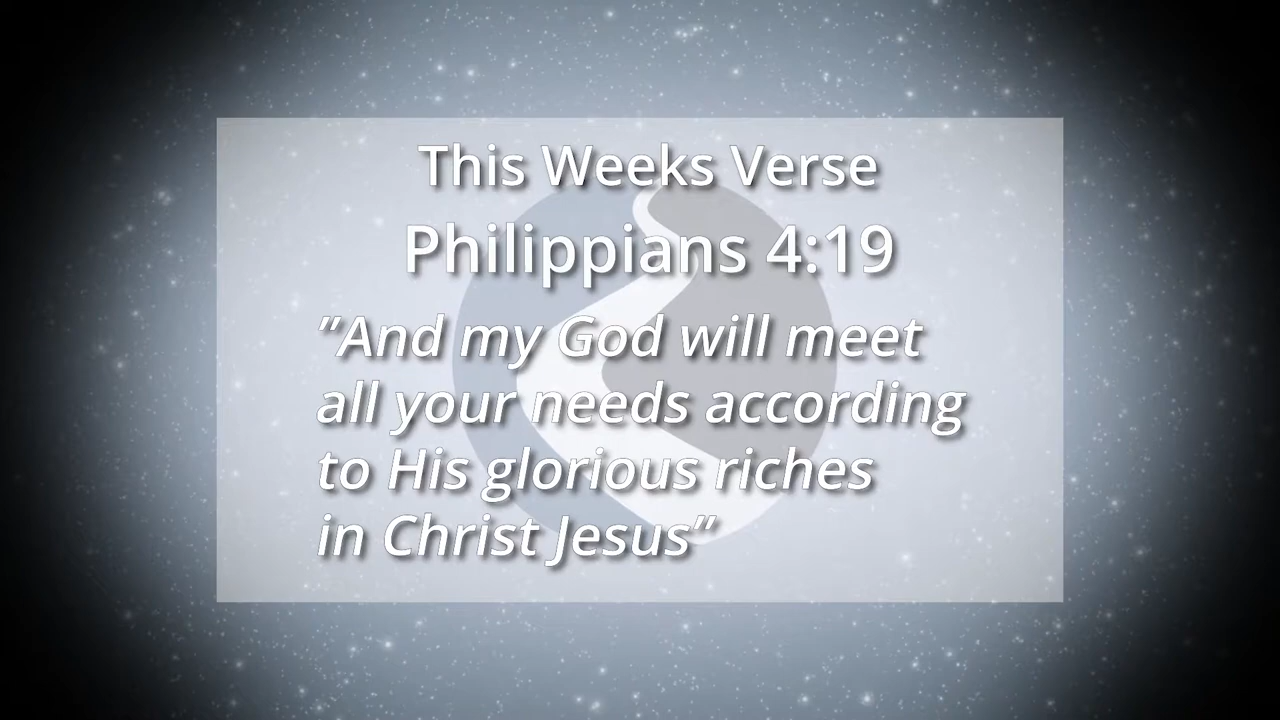 This Weeks Verse
Philippians 4:19
”And my God will meet
all your needs according
to His glorious riches
in Christ Jesus”